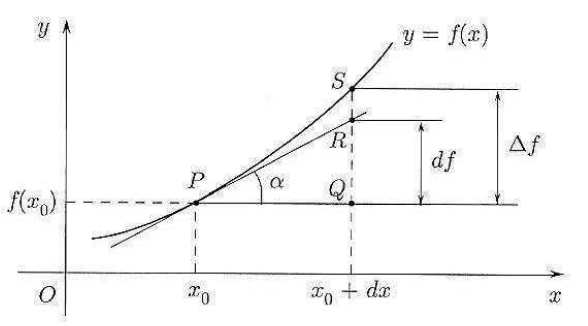 y
y = f(x)
S
R
Δf
df
P
α
Q
f(x₀)
O
x₀
x₀ + dx
x